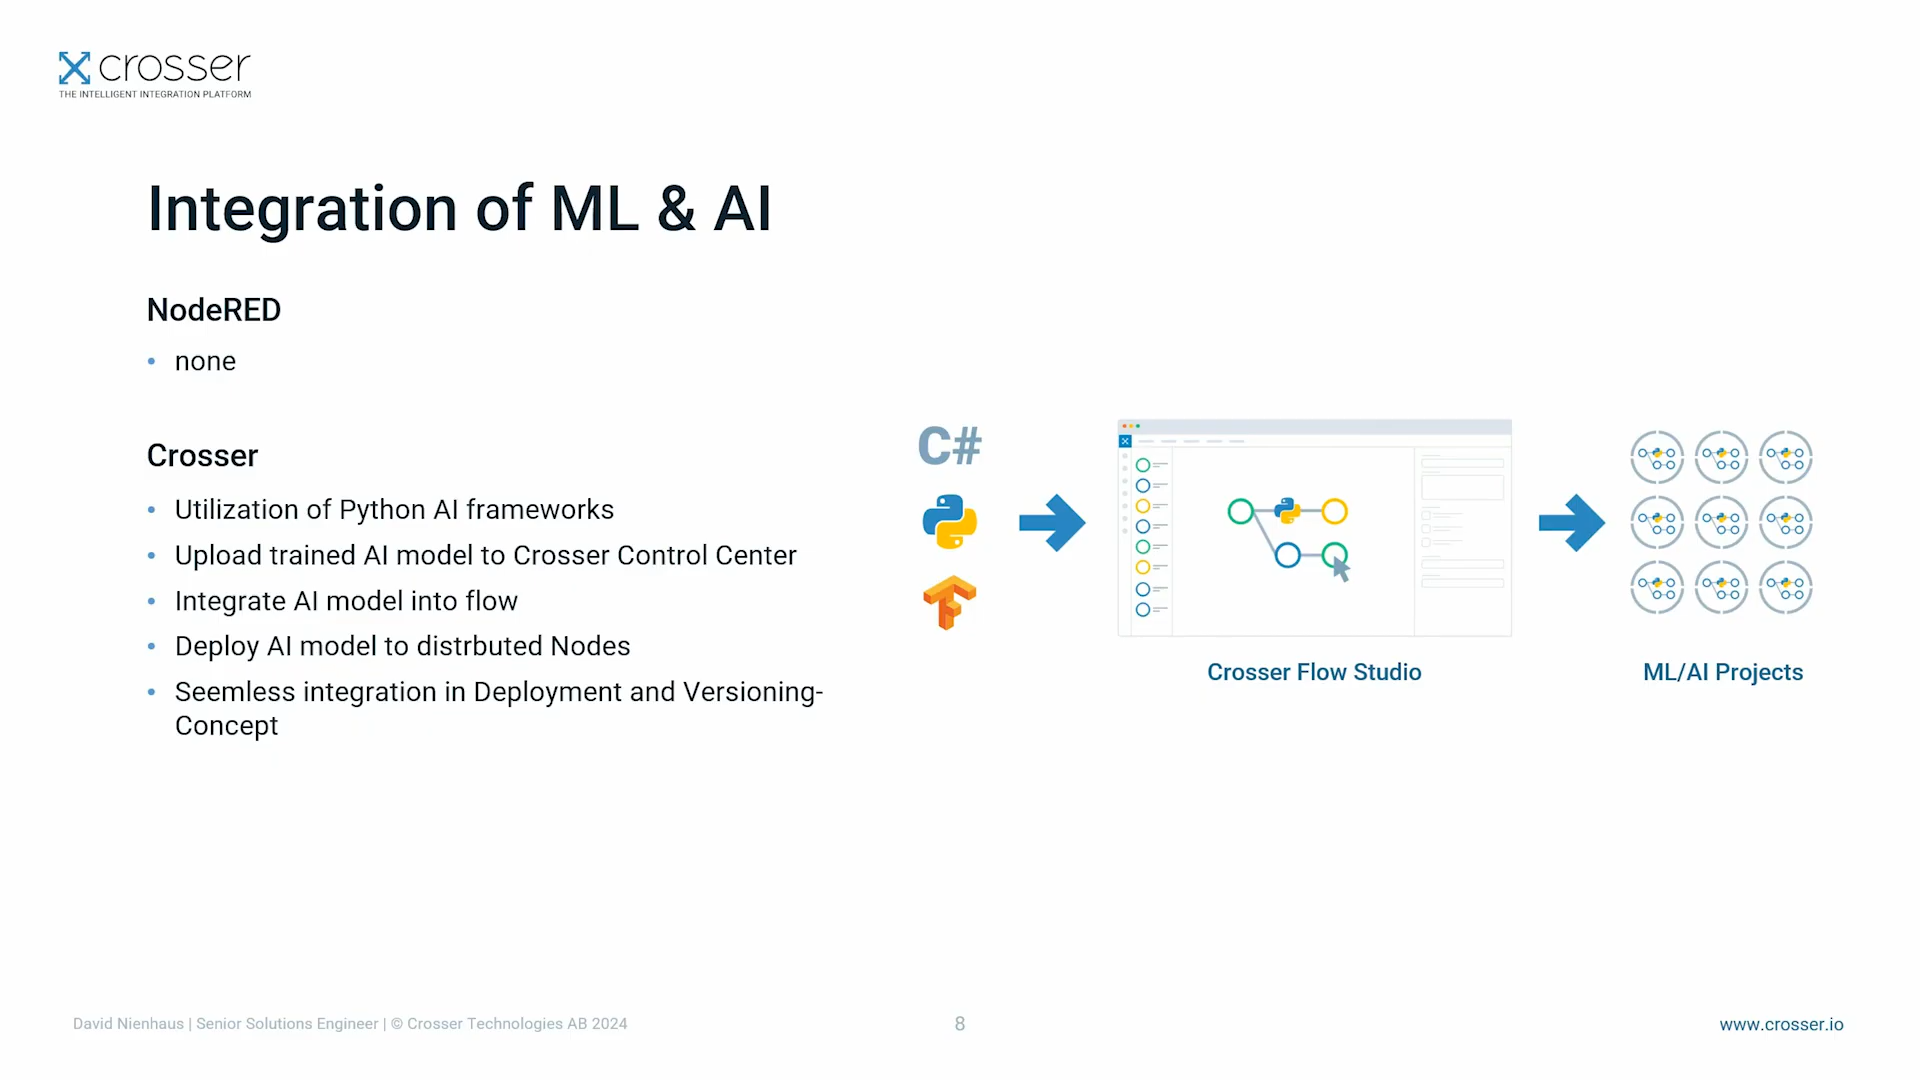 crosser
THE INTELLIGENT INTEGRATION PLATFORM
Integration of ML & AI
NodeRED
• none
Crosser
• Utilization of Python AI frameworks
• Upload trained AI model to Crosser Control Center
• Integrate AI model into flow
• Deploy AI model to distrbuted Nodes
• Seemless integration in Deployment and Versioning-
Concept
C#
Crosser Flow Studio
ML/AI Projects
David Nienhaus | Senior Solutions Engineer | © Crosser Technologies AB 2024
8
www.crosser.io